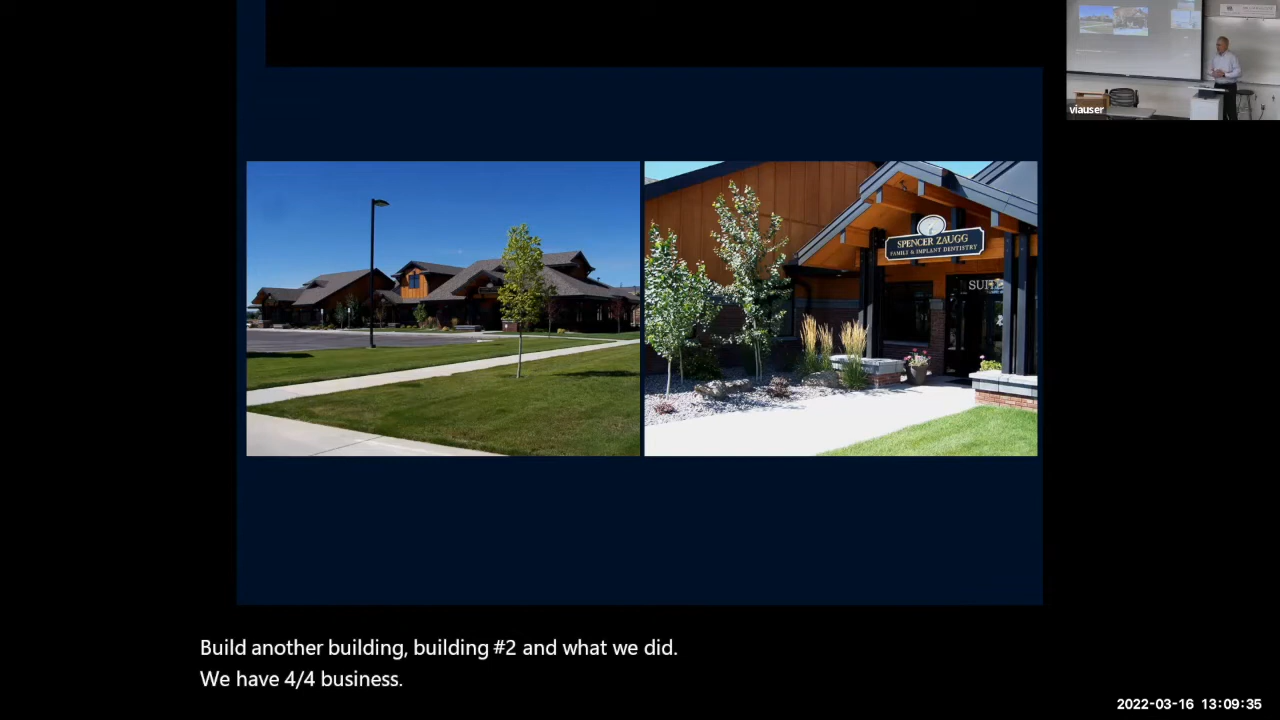 viauser
SPENCER ZAUGG
FAMILY & IMPLANT DENTISTRY
SUITE
Build another building, building #2 and what we did.
We have 4/4 business.
2022-03-16 13:09:35